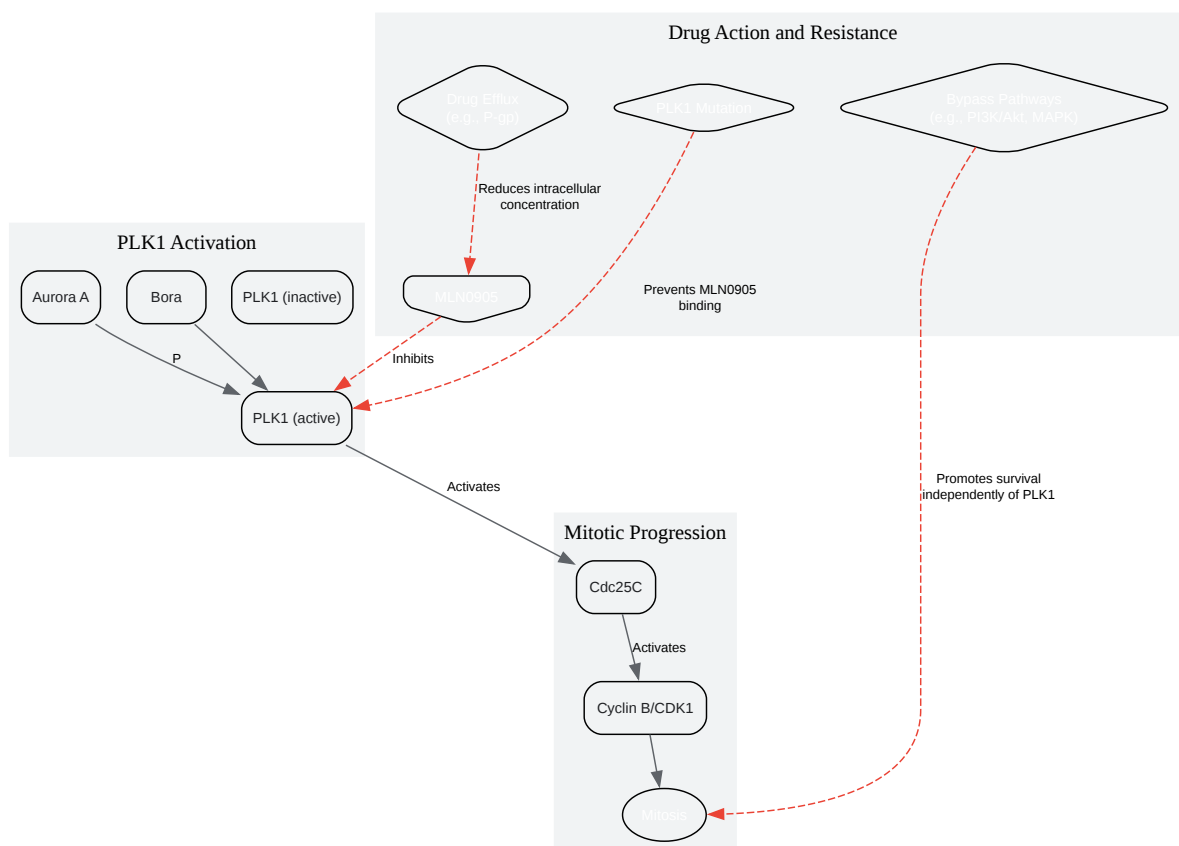 Drug Action and Resistance
Drug Efflux
(e.g., P-gp)
PLK1 Mutation
Bypass Pathways
(e.g., PI3K/Akt, MAPK)
Reduces intracellular
concentration
PLK1 Activation
Aurora A
Bora
PLK1 (inactive)
MLN0905
Prevents MLN0905
binding
P
Inhibits
PLK1 (active)
Activates
Promotes survival
independently of PLK1
Mitotic Progression
Cdc25C
Activates
Cyclin B/CDK1
Mitosis